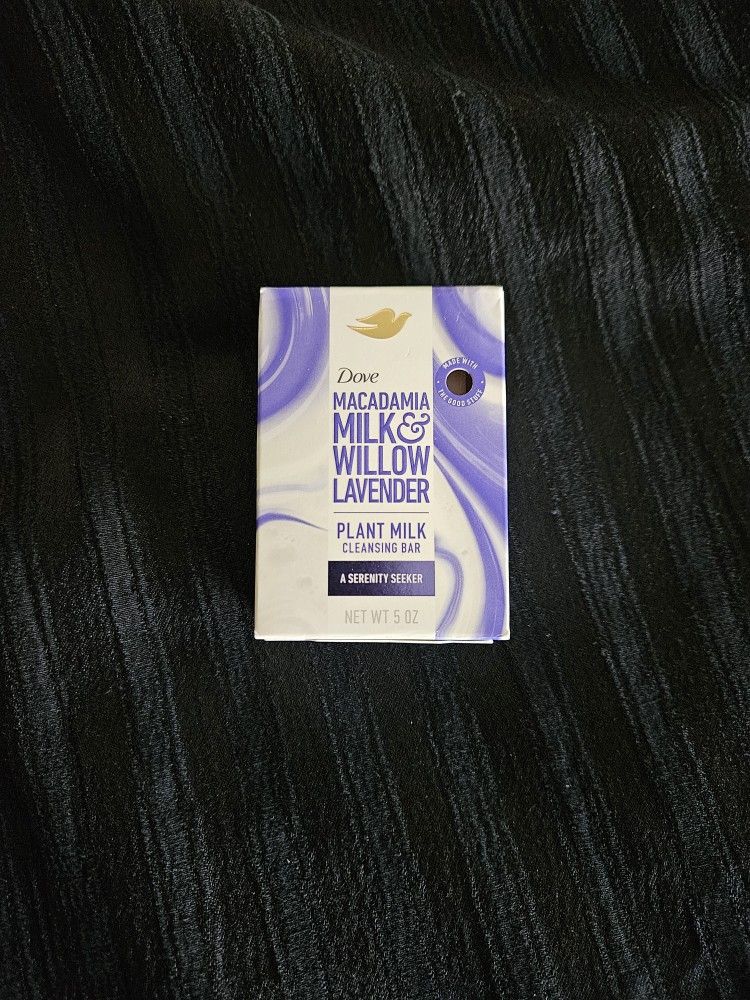 Dove
MACADAMIA
MILK &
WILLOW
LAVENDER
MADE WITH
THE GOOD STUFF
PLANT MILK
CLEANSING BAR
A SERENITY SEEKER
NET WT 5 OZ